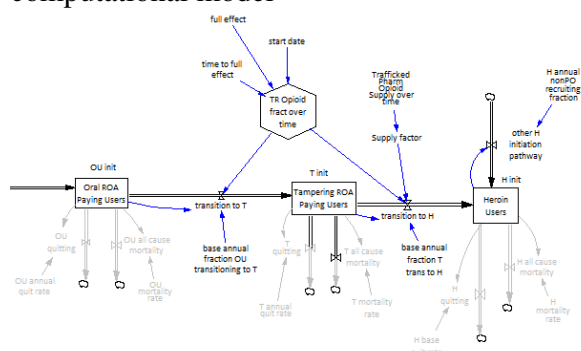 computational model
full effect
start date
time to full
effect
TR Opioid
fract over
time
Trafficked
Pharm
Opioid
Supply over
time
Supply factor
H annual
nonPO
recruiting
fraction
other H
initiation
pathway
OU init
Oral ROA
Paying Users
transition to T
T init
Tampering ROA
Paying Users
transition to H
H init
Heroin
Users
OU
quitting
OU all cause
mortality
OU annual
quit rate
OU
mortality
rate
base annual
fraction OU
transitioning to T
T
quitting
T all cause
mortality
T annual
quit rate
T mortality
rate
base annual
fraction T
trans to H
H
quitting
H all cause
mortality
H base
H
mortality
rate